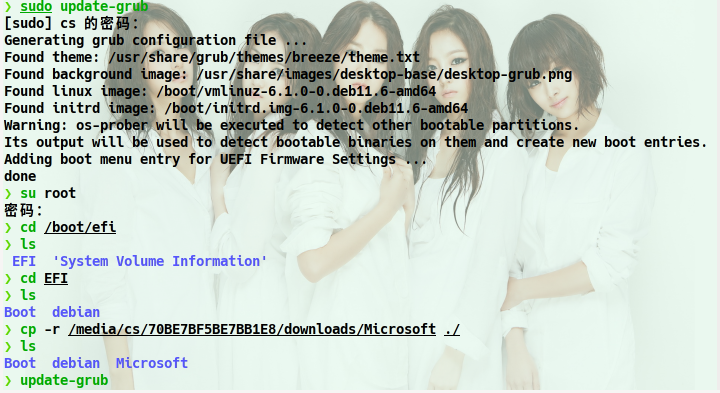 ❯ sudo update-grub
[sudo] cs 的密码：
Generating grub configuration file ...
Found theme: /usr/share/grub/themes/breeze/theme.txt
Found background image: /usr/share/images/desktop-base/desktop-grub.png
Found linux image: /boot/vmlinuz-6.1.0-0.deb11.6-amd64
Found initrd image: /boot/initrd.img-6.1.0-0.deb11.6-amd64
Warning: os-prober will be executed to detect other bootable partitions.
Its output will be used to detect bootable binaries on them and create new boot entries.
Adding boot menu entry for UEFI Firmware Settings ...
done
❯ su root
密码：
❯ cd /boot/efi
❯ ls
EFI  'System Volume Information'
❯ cd EFI
❯ ls
Boot  debian
❯ cp -r /media/cs/70BE7BF5BE7BB1E8/downloads/Microsoft ./
❯ ls
Boot  debian  Microsoft
❯ update-grub